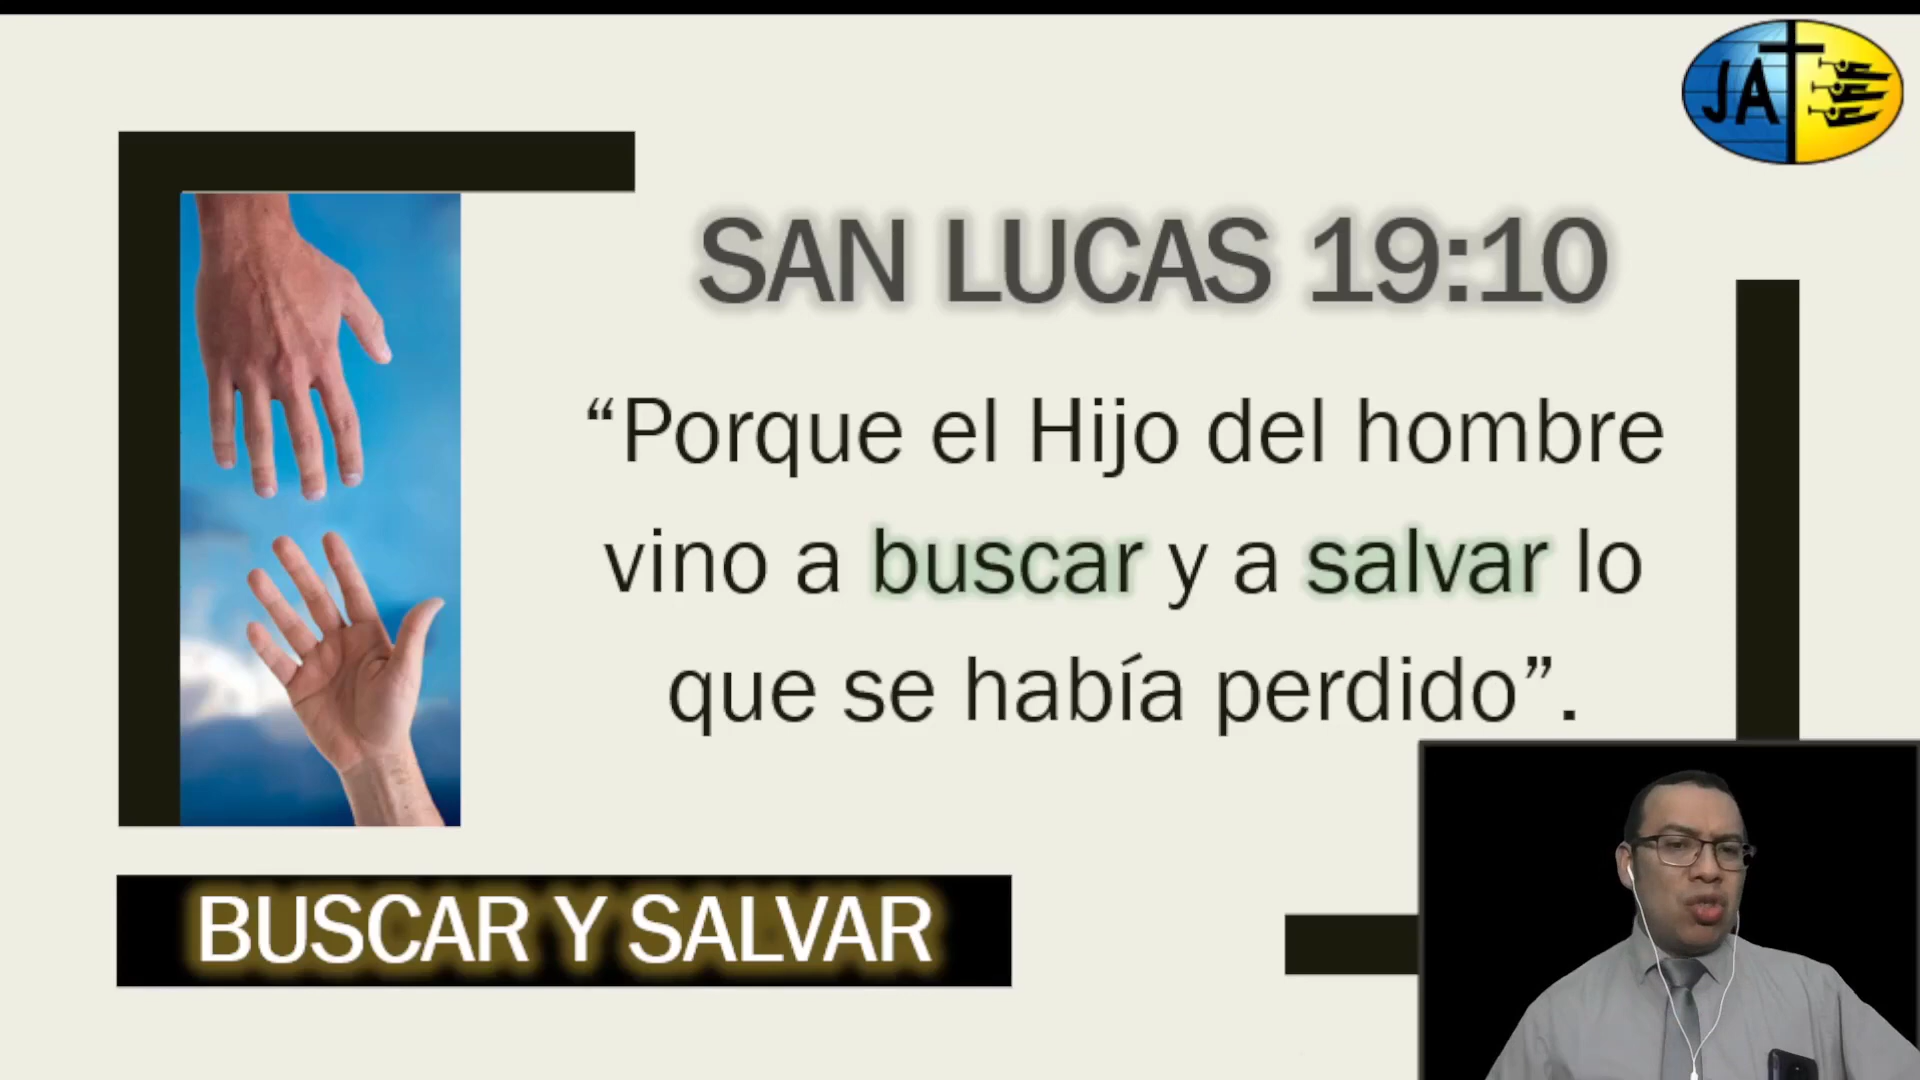 JA
SAN LUCAS 19:10
“Porque el Hijo del hombre
vino a buscar y a salvar lo
que se había perdido”.
BUSCAR Y SALVAR